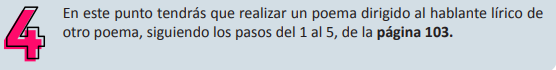 4
En este punto tendrás que realizar un poema dirigido al hablante lírico de
otro poema, siguiendo los pasos del 1 al 5, de la página 103.